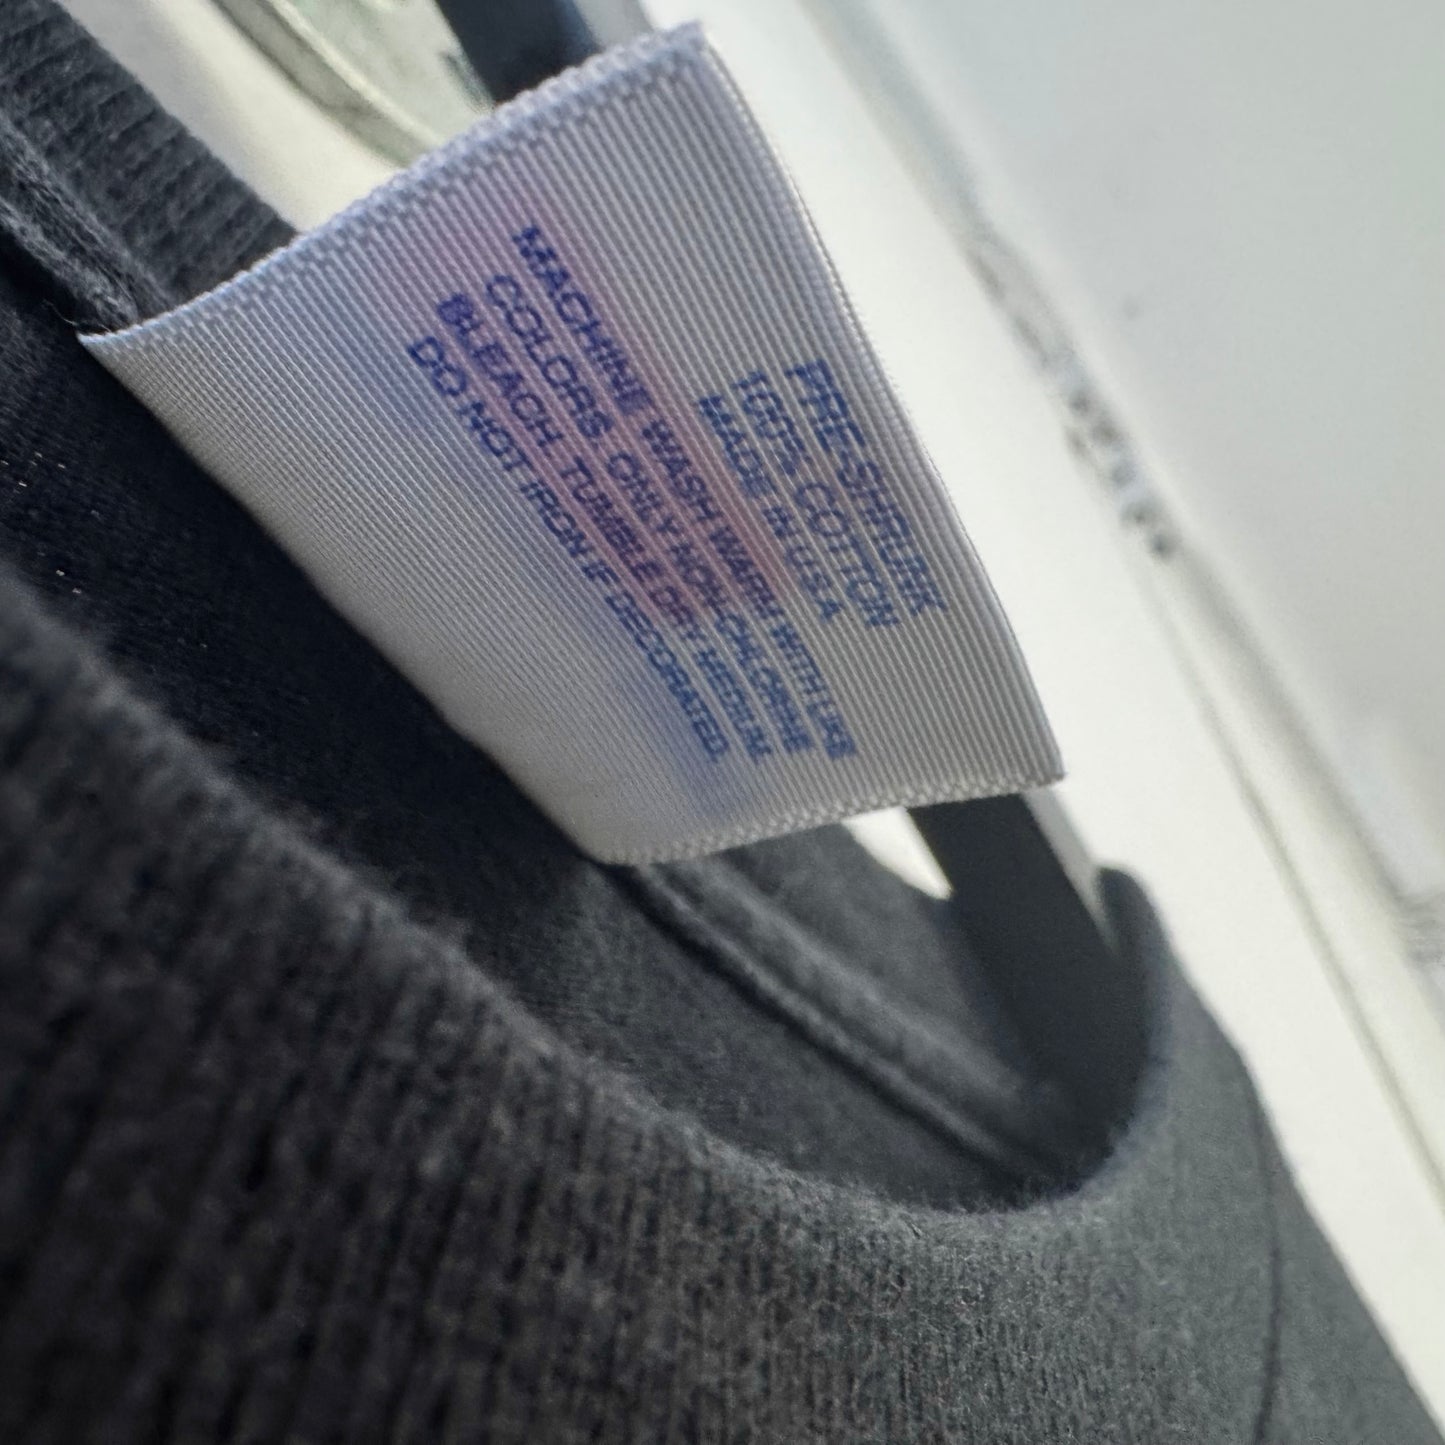 PRE-SHRUNK
100% COTTON
MADE IN U.S.A
MACHINE WASH WARM WITH LIKE
COLORS. ONLY NON-CHLORINE
BLEACH. TUMBLE DRY MEDIUM.
DO NOT IRON IF DECORATED.